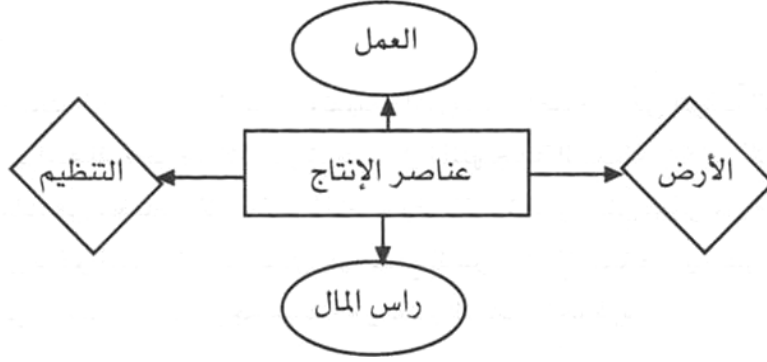 العمل
الأرض
عناصر الإنتاج
التنظيم
راس المال